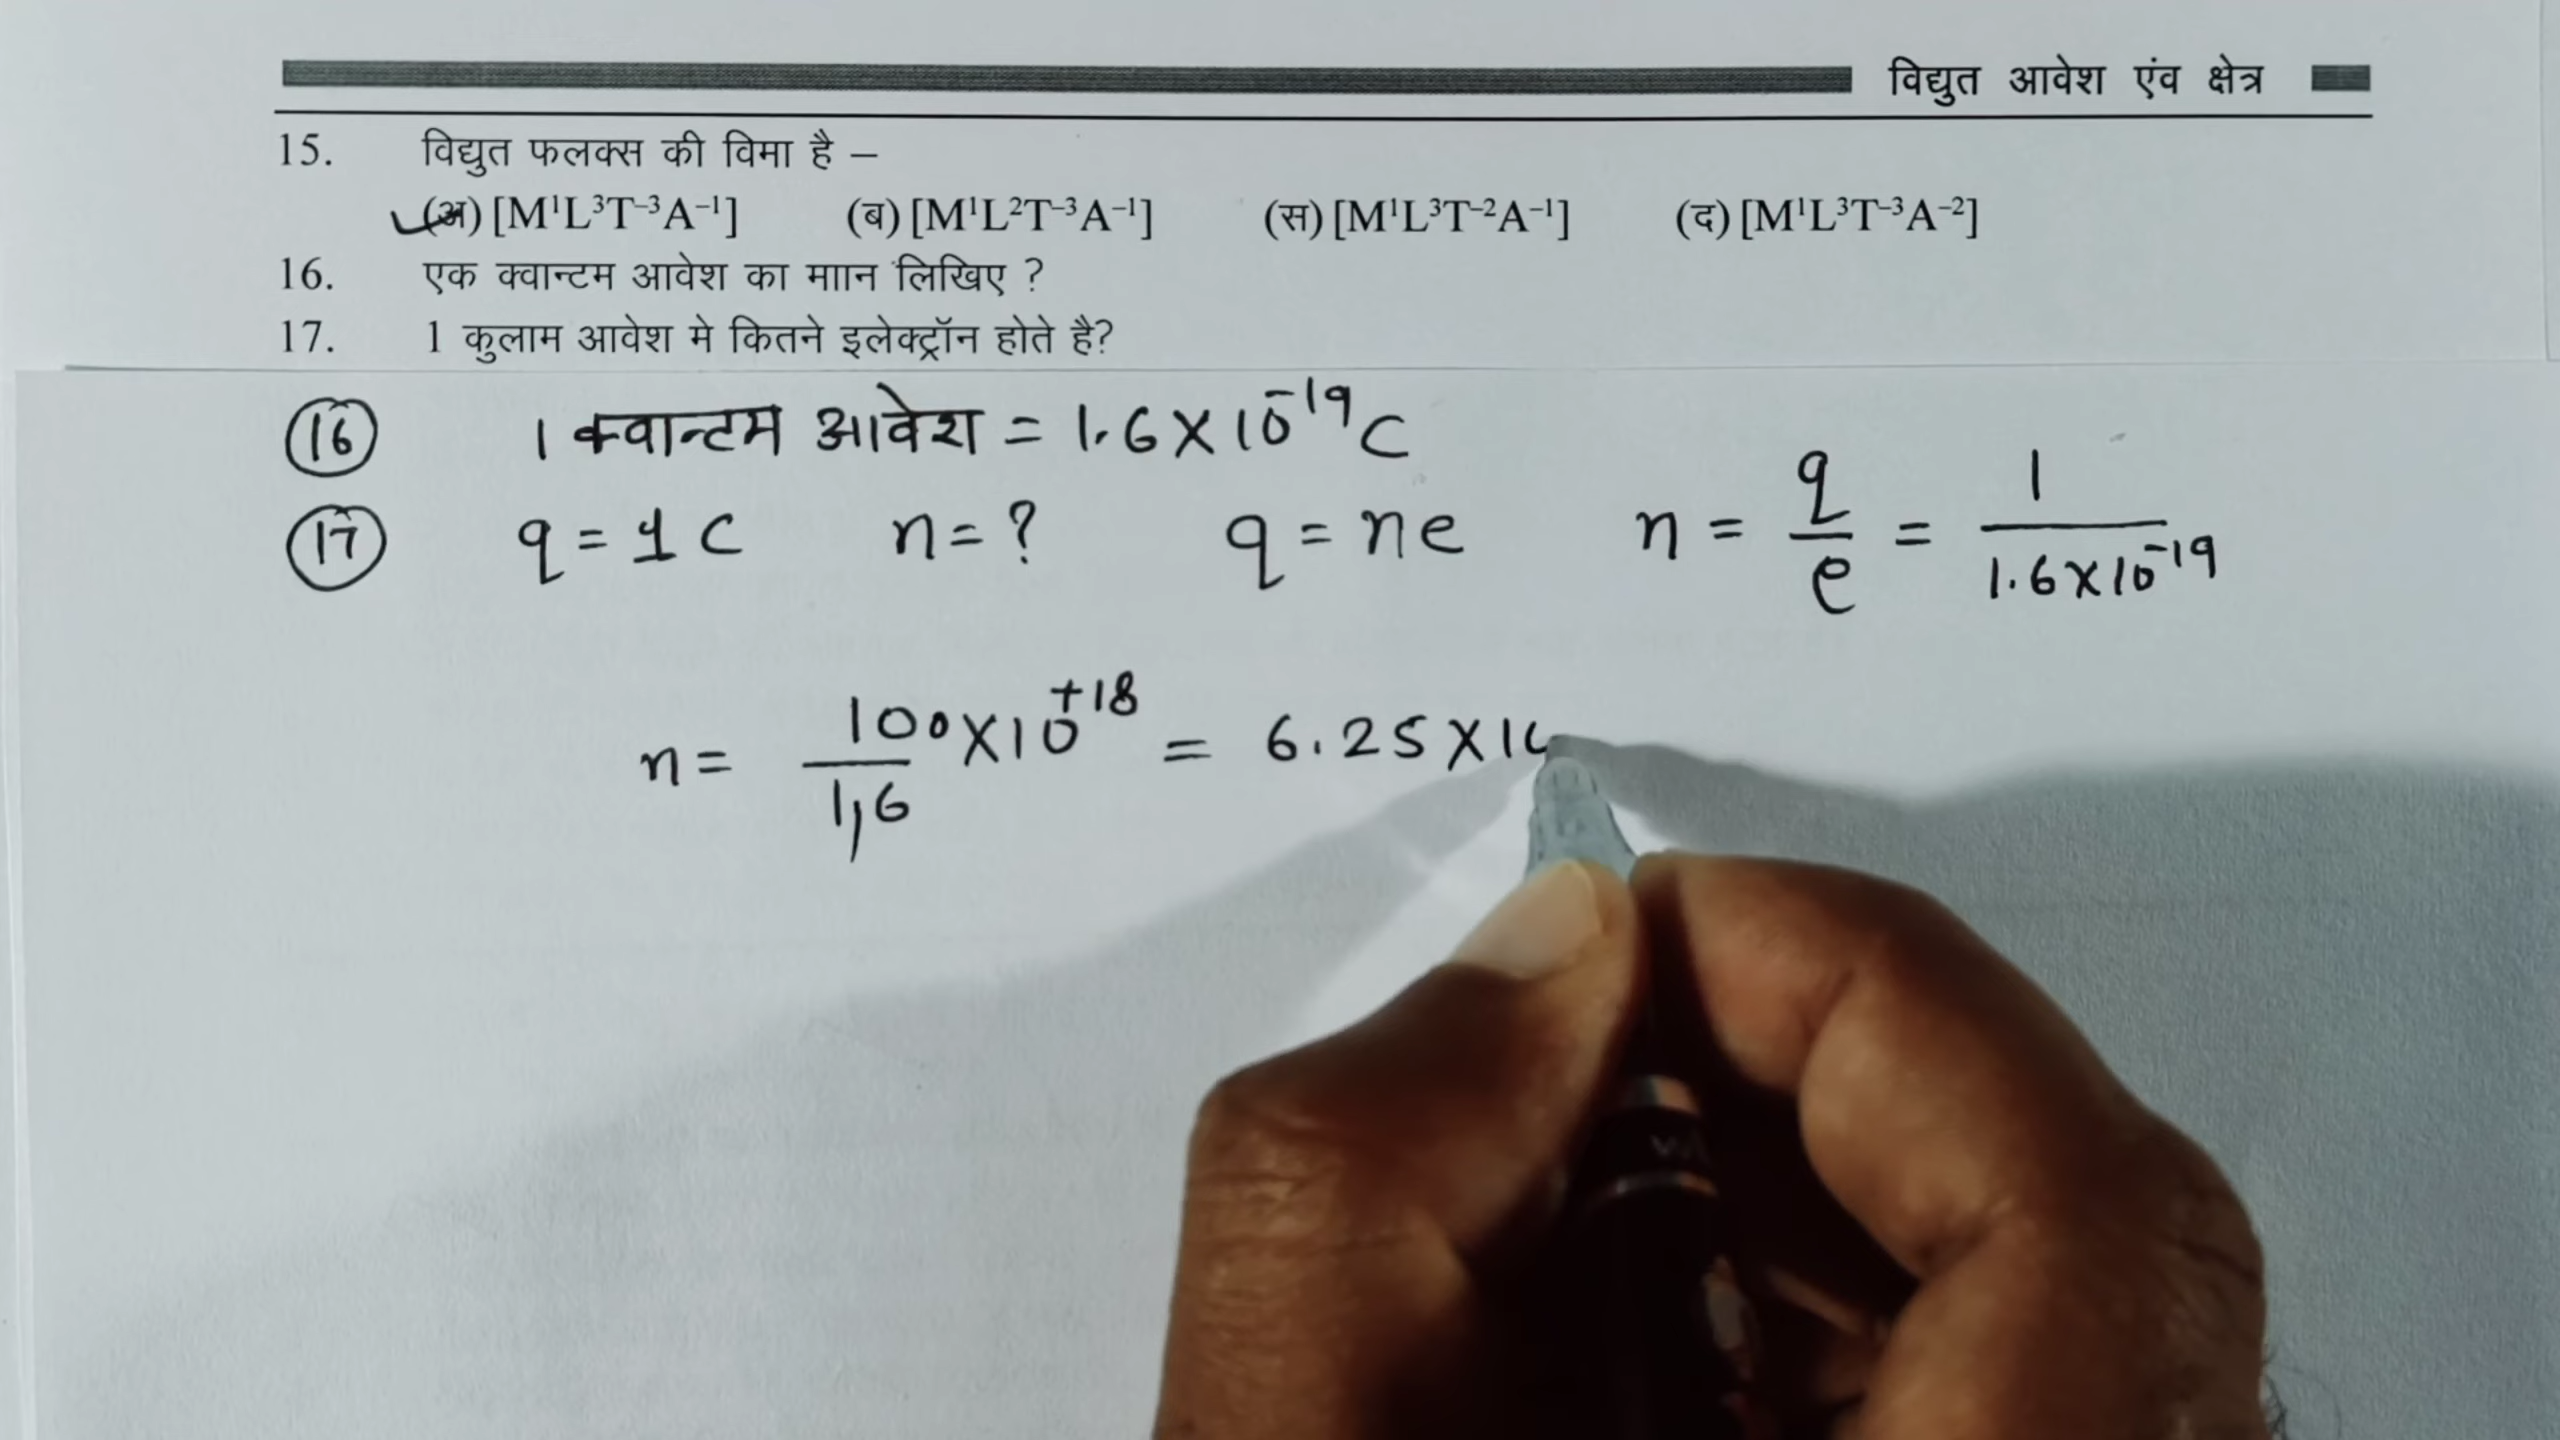 विद्युत आवेश एंव क्षेत्र
15. विद्युत फलक्स की विमा है –
(अ) [M¹L³T⁻³A⁻¹] (ब) [M¹L²T⁻³A⁻¹] (स) [M¹L³T⁻²A⁻¹] (द) [M¹L³T⁻³A⁻²]
16. एक क्वान्टम आवेश का माान लिखिए ?
17. 1 कुलाम आवेश मे कितने इलेक्ट्रॉन होते है?
(16) 1 क्वान्टम आवेश = 1.6 X 10⁻¹⁹ C
(17) q = 1 C n = ? q = ne n = q/e = 1/1.6 X 10⁻¹⁹
n = 100/1.6 X 10⁺¹⁸ = 6.25 X 10